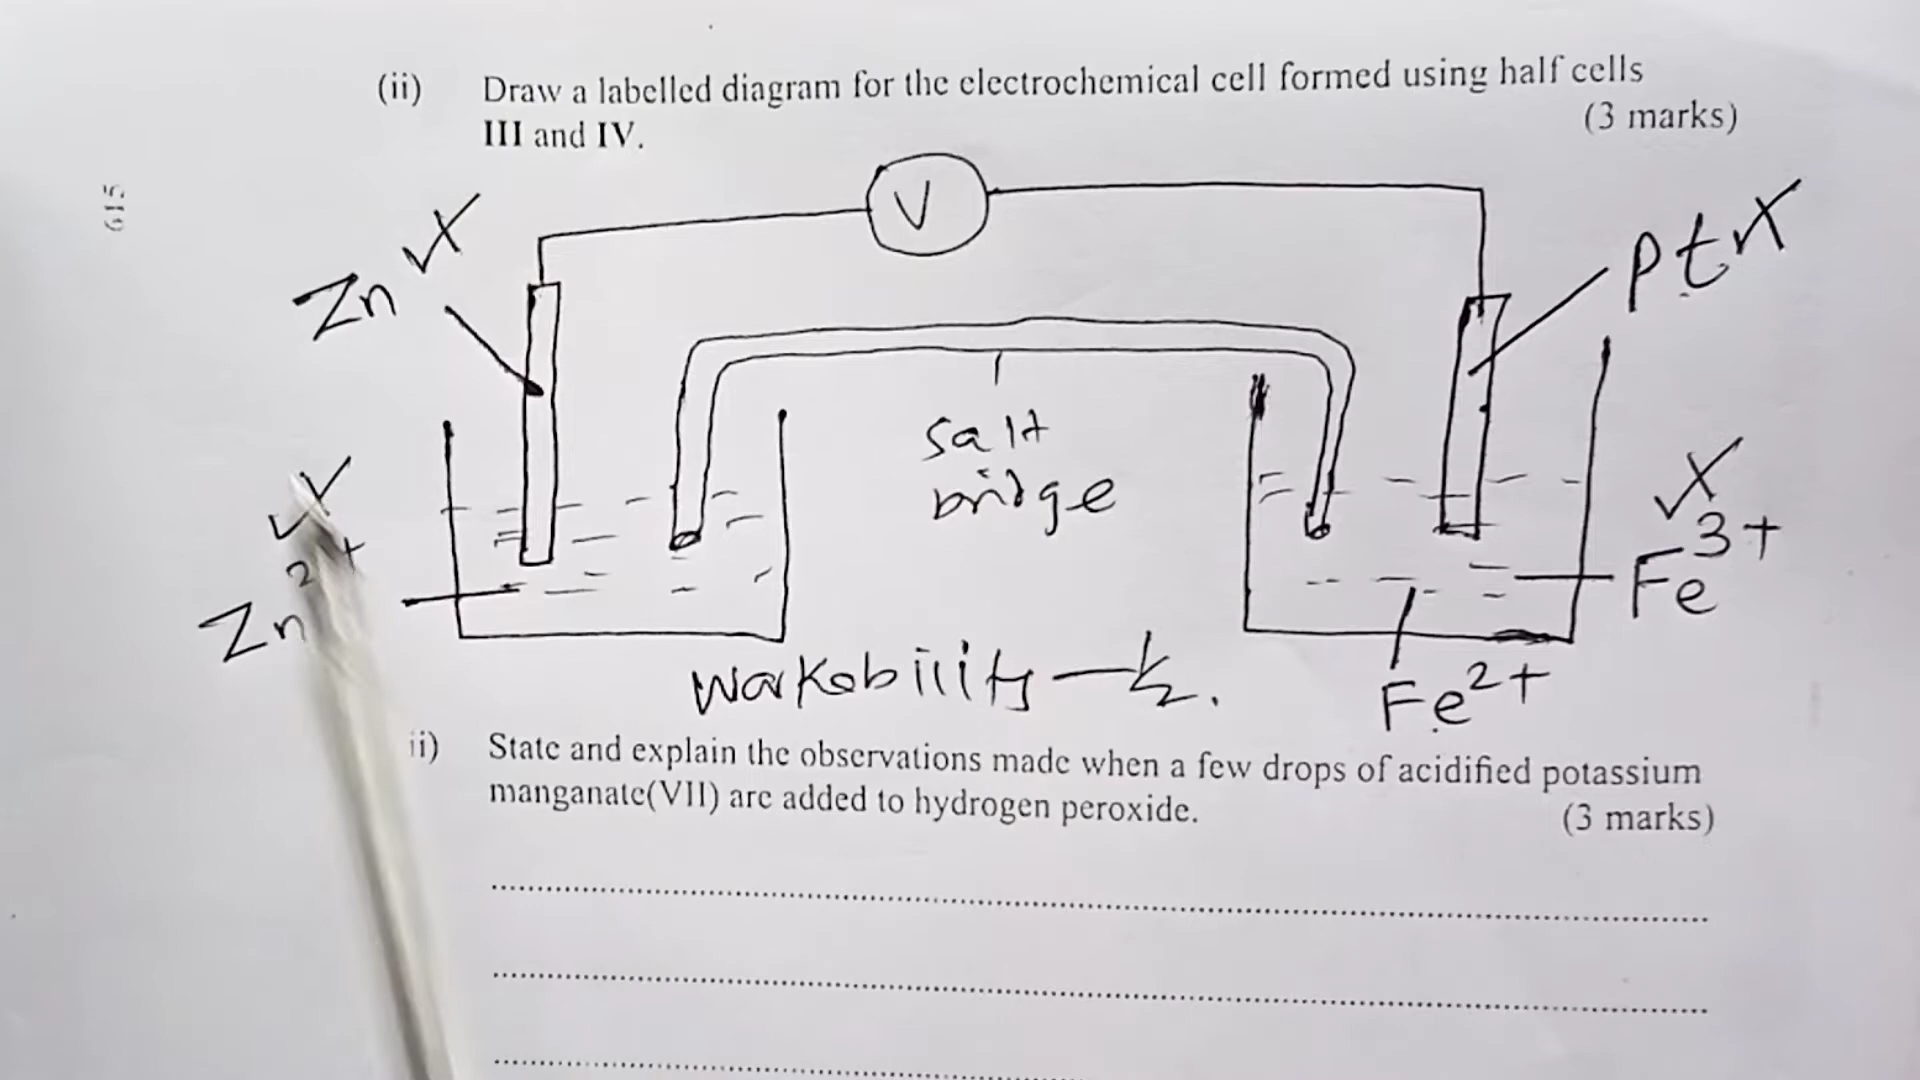 (ii) Draw a labelled diagram for the electrochemical cell formed using half cells
III and IV. (3 marks)
615
V
Zn
Pt
salt
bridge
Zn2+
Fe3+
Workability - ½.
Fe2+
ii) State and explain the observations made when a few drops of acidified potassium
manganate(VII) are added to hydrogen peroxide. (3 marks)